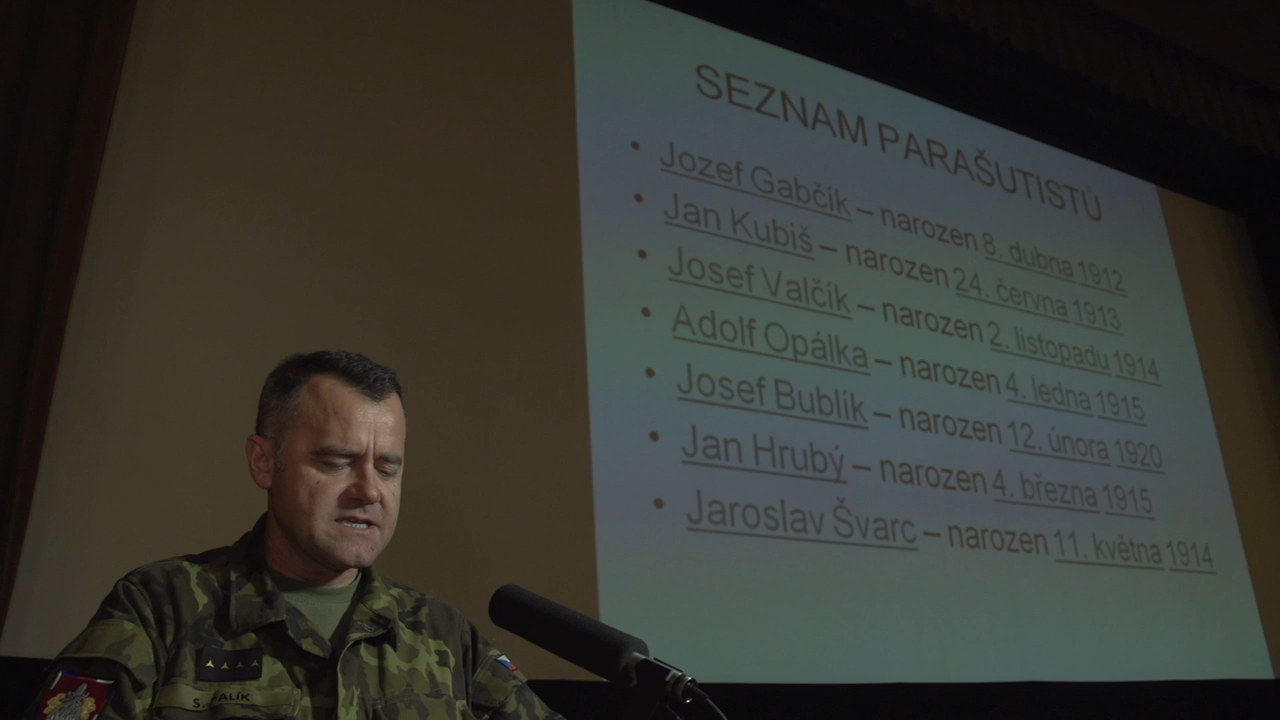 SEZNAM PARAŠUTISTŮ
• Jozef Gabčík – narozen 8. dubna 1912
• Jan Kubiš – narozen 24. června 1913
• Josef Valčík – narozen 2. listopadu 1914
• Adolf Opálka – narozen 4. ledna 1915
• Josef Bublík – narozen 12. února 1920
• Jan Hrubý – narozen 4. března 1915
• Jaroslav Švarc – narozen 11. května 1914